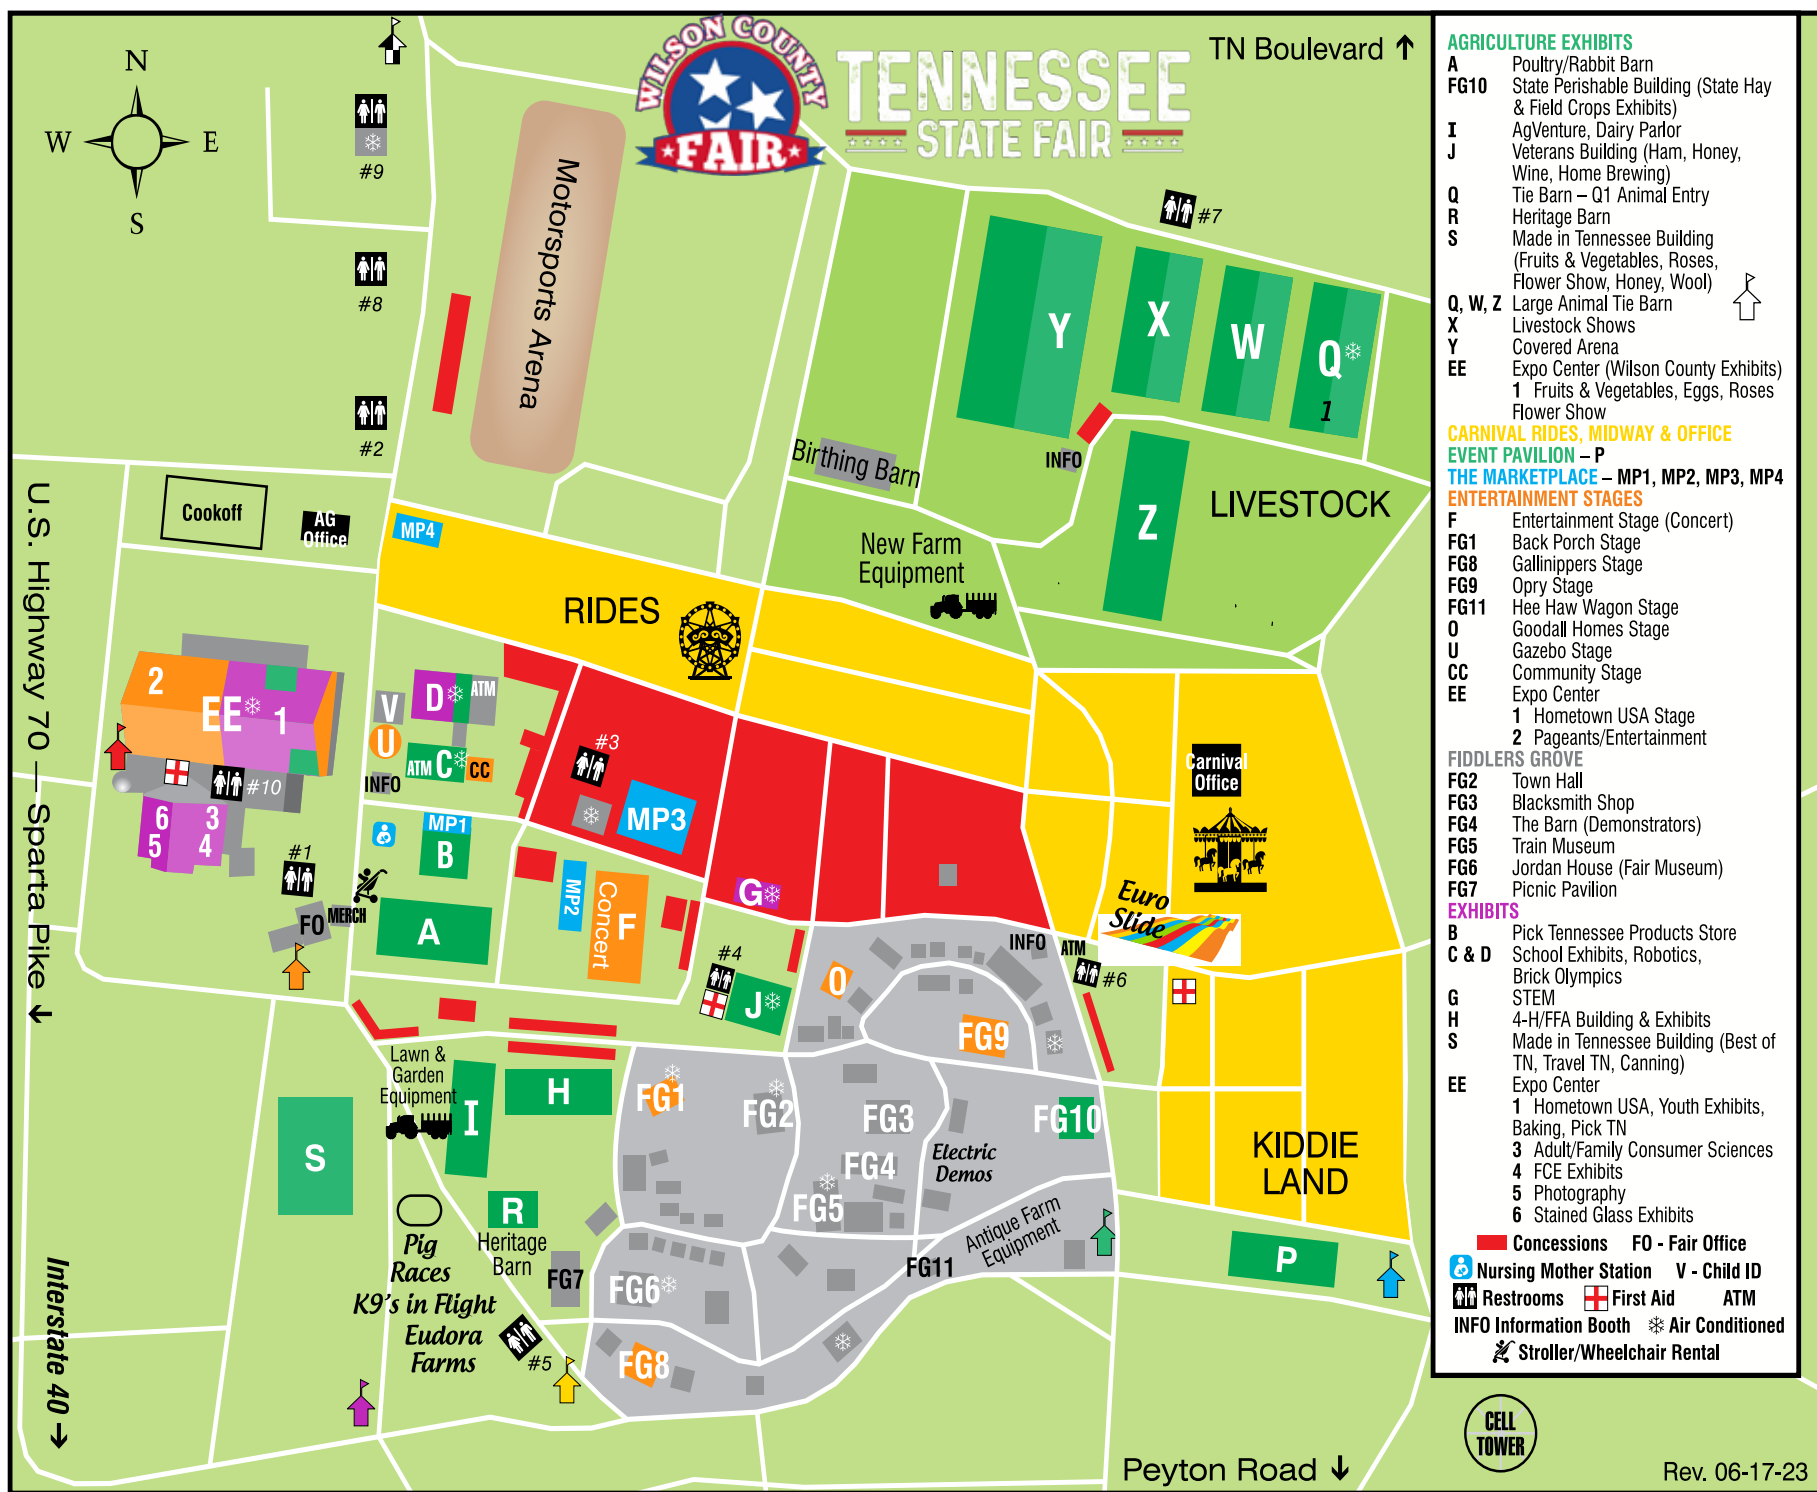 WILSON COUNTY
FAIR
TENNESSEE
STATE FAIR
TN Boulevard ↑
N
W E
S
#9
#8
#2
#7
Motorsports Arena
Y
X
W
Q
1
INFO
Birthing Barn
Z
LIVESTOCK
New Farm
Equipment
Cookoff
AG
Office
MP4
RIDES
U.S. Highway 70 — Sparta Pike ↓
2
EE
1
#10
6 3
5 4
V
D
ATM
U
ATM
C
CC
INFO
#3
MP3
Carnival
Office
MP1
B
#1
MERCH
FO
A
MP2
Concert
F
G
Euro
Slide
#4
J
O
INFO
ATM
#6
FG9
Lawn &
Garden
Equipment
I
H
S
FG1
FG2
FG3
FG4
FG5
Electric
Demos
FG10
KIDDIE
LAND
R
Heritage
Barn
Pig
Races
K9's in Flight
Eudora
Farms
FG7
FG6
FG8
#5
FG11
Antique Farm
Equipment
P
Interstate 40 →
Peyton Road ↓
AGRICULTURE EXHIBITS
A Poultry/Rabbit Barn
FG10 State Perishable Building (State Hay
& Field Crops Exhibits)
I AgVenture, Dairy Parlor
J Veterans Building (Ham, Honey,
Wine, Home Brewing)
Q Tie Barn – Q1 Animal Entry
R Heritage Barn
S Made in Tennessee Building
(Fruits & Vegetables, Roses,
Flower Show, Honey, Wool)
Q, W, Z Large Animal Tie Barn
X Livestock Shows
Y Covered Arena
EE Expo Center (Wilson County Exhibits)
1 Fruits & Vegetables, Eggs, Roses
Flower Show
CARNIVAL RIDES, MIDWAY & OFFICE
EVENT PAVILION – P
THE MARKETPLACE – MP1, MP2, MP3, MP4
ENTERTAINMENT STAGES
F Entertainment Stage (Concert)
FG1 Back Porch Stage
FG8 Gallinippers Stage
FG9 Opry Stage
FG11 Hee Haw Wagon Stage
O Goodall Homes Stage
U Gazebo Stage
CC Community Stage
EE Expo Center
1 Hometown USA Stage
2 Pageants/Entertainment
FIDDLERS GROVE
FG2 Town Hall
FG3 Blacksmith Shop
FG4 The Barn (Demonstrators)
FG5 Train Museum
FG6 Jordan House (Fair Museum)
FG7 Picnic Pavilion
EXHIBITS
B Pick Tennessee Products Store
C & D School Exhibits, Robotics,
Brick Olympics
G STEM
H 4-H/FFA Building & Exhibits
S Made in Tennessee Building (Best of
TN, Travel TN, Canning)
EE Expo Center
1 Hometown USA, Youth Exhibits,
Baking, Pick TN
3 Adult/Family Consumer Sciences
4 FCE Exhibits
5 Photography
6 Stained Glass Exhibits
Concessions FO - Fair Office
Nursing Mother Station V - Child ID
Restrooms First Aid ATM
INFO Information Booth Air Conditioned
Stroller/Wheelchair Rental
CELL
TOWER
Rev. 06-17-23